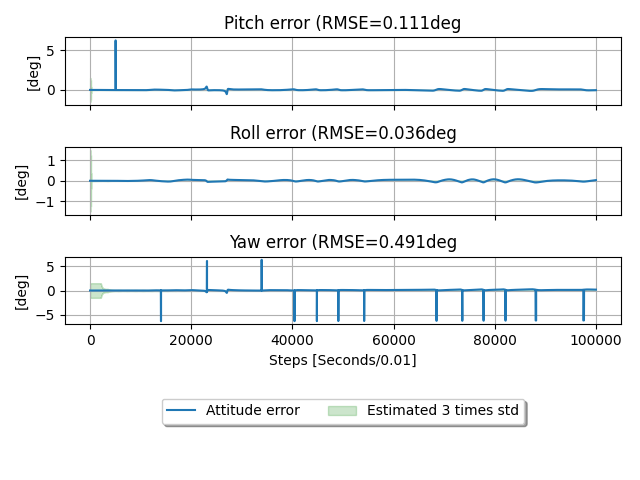 Pitch error (RMSE=0.111deg
5
0
[deg]
Roll error (RMSE=0.036deg
1
0
−1
[deg]
Yaw error (RMSE=0.491deg
5
0
−5
[deg]
0 20000 40000 60000 80000 100000
Steps [Seconds/0.01]
Attitude error Estimated 3 times std